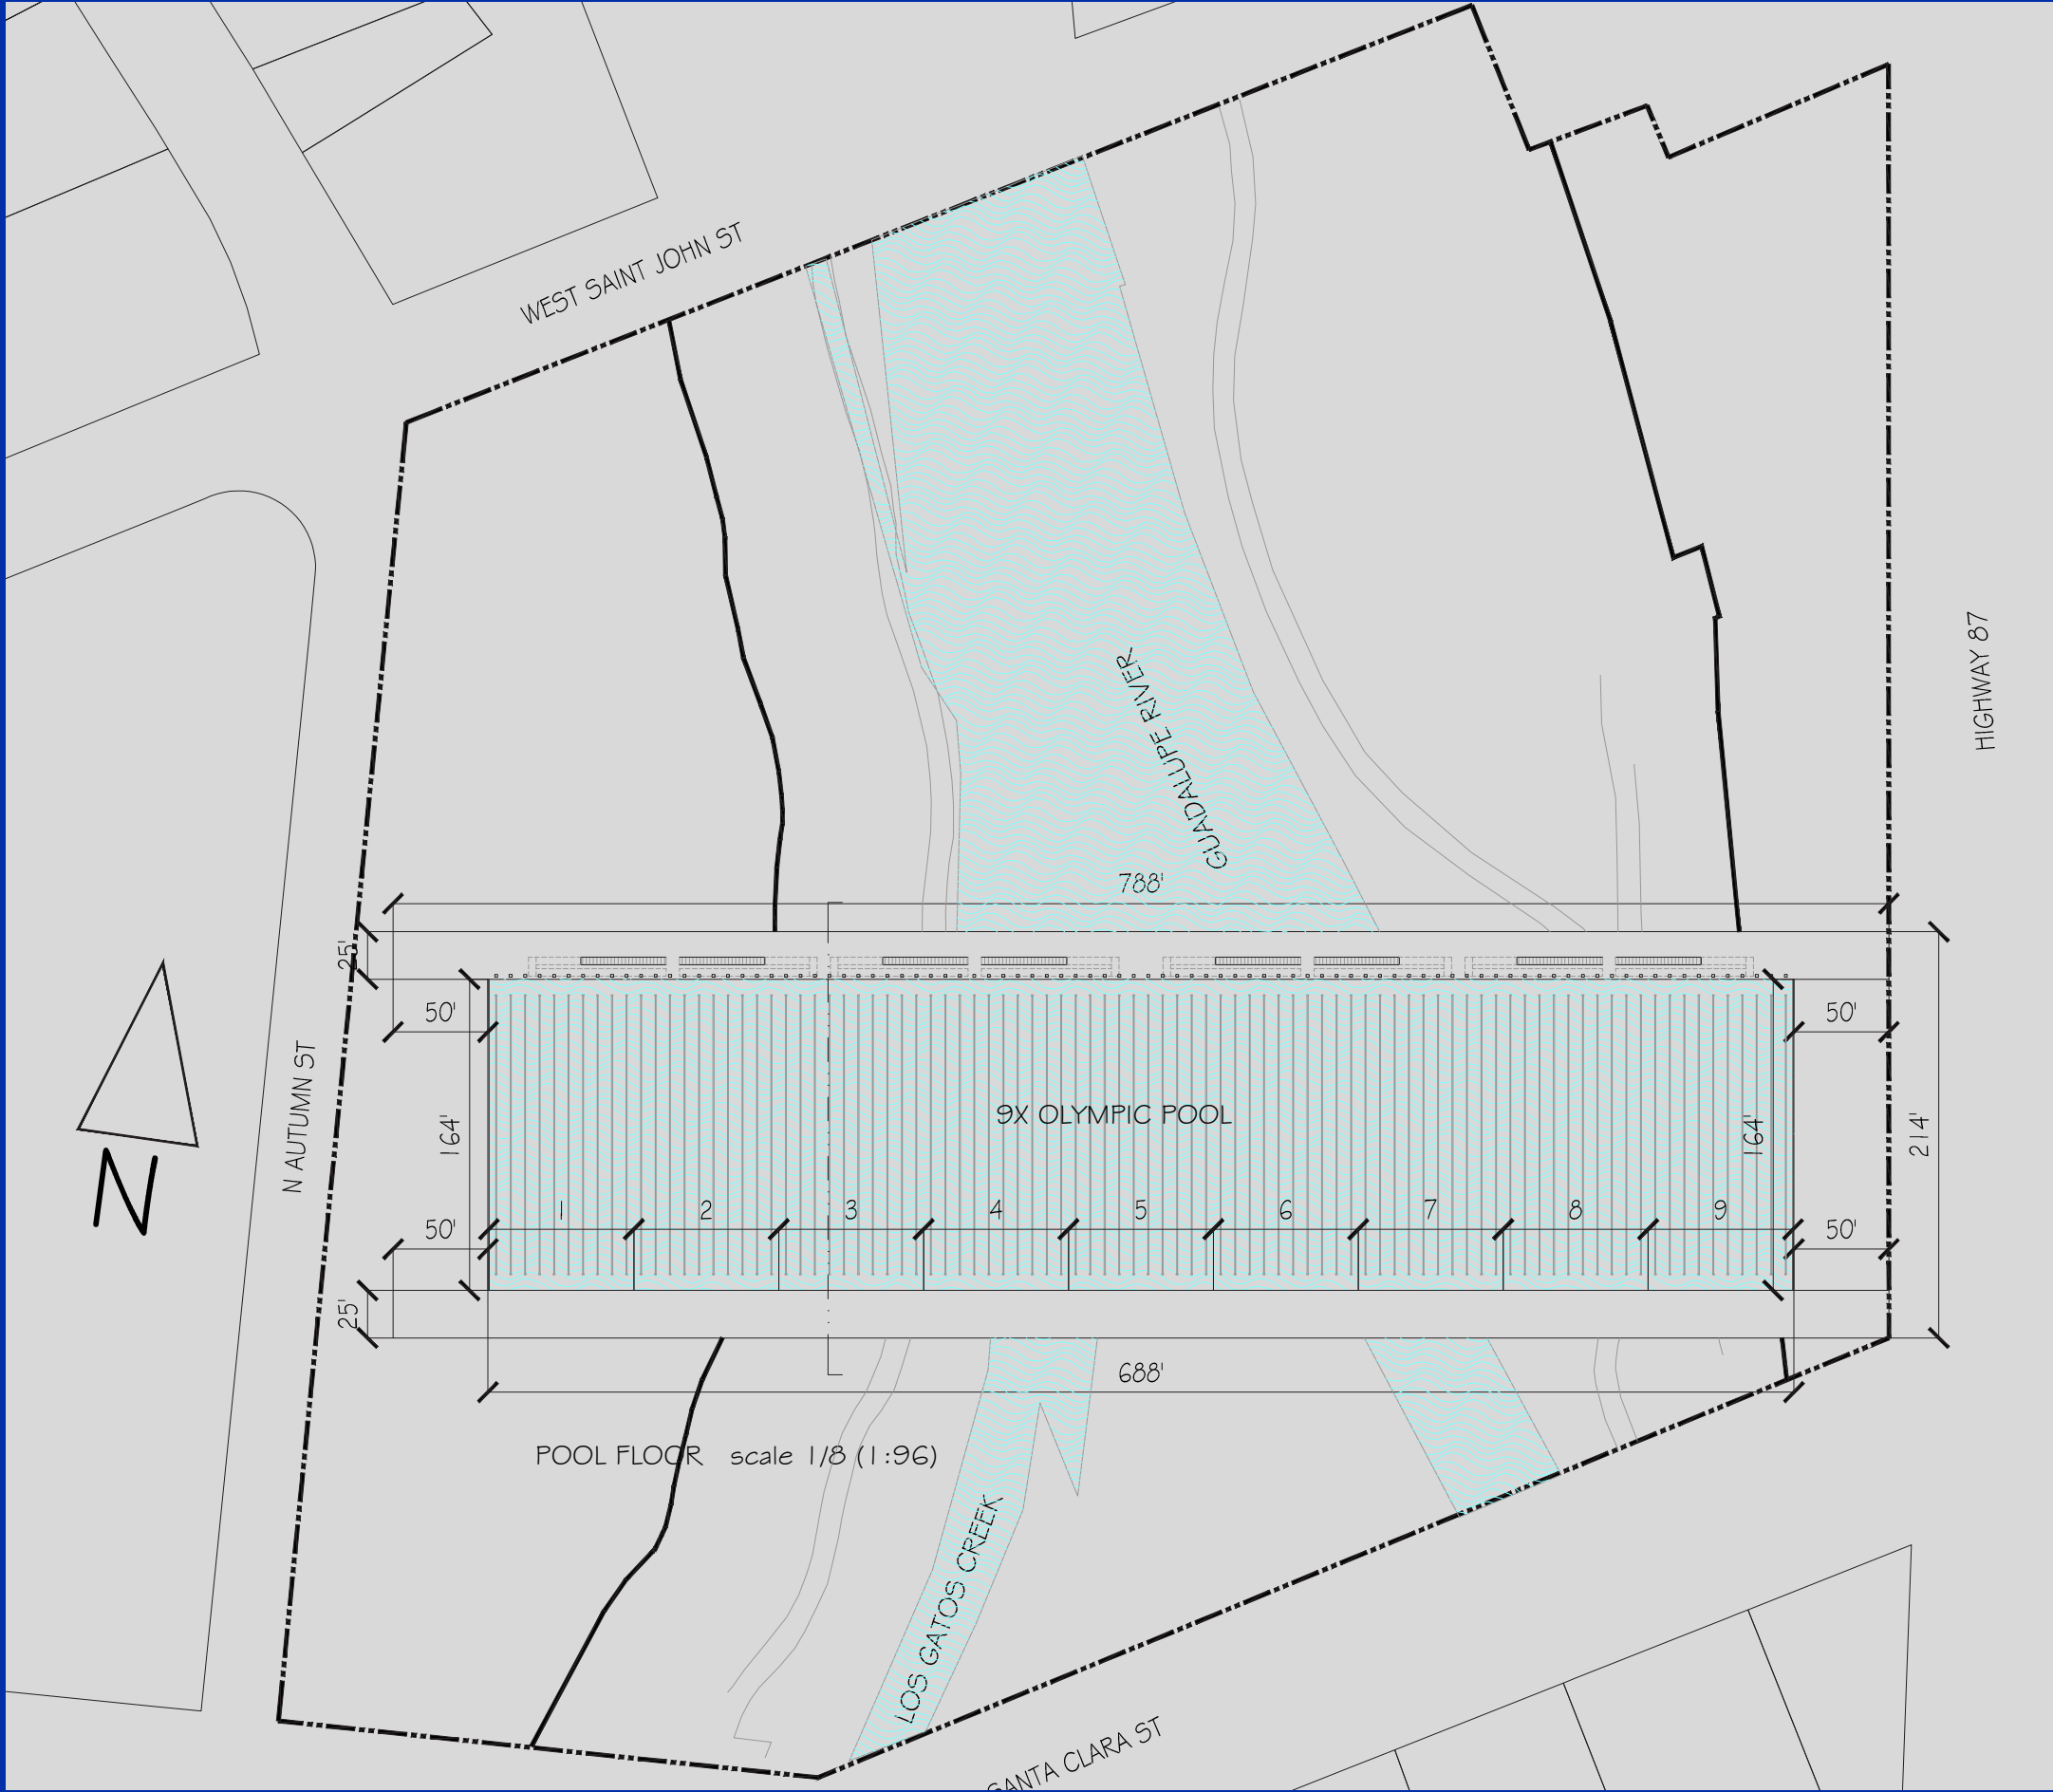 WEST SAINT JOHN ST
HIGHWAY 87
GUADALUPE RIVER
788'
25'
50'
50'
N AUTUMN ST
164'
9X OLYMPIC POOL
164'
214'
N
1 2 3 4 5 6 7 8 9
50'
50'
25'
688'
POOL FLOOR scale 1/8 (1:96)
LOS GATOS CREEK
SANTA CLARA ST